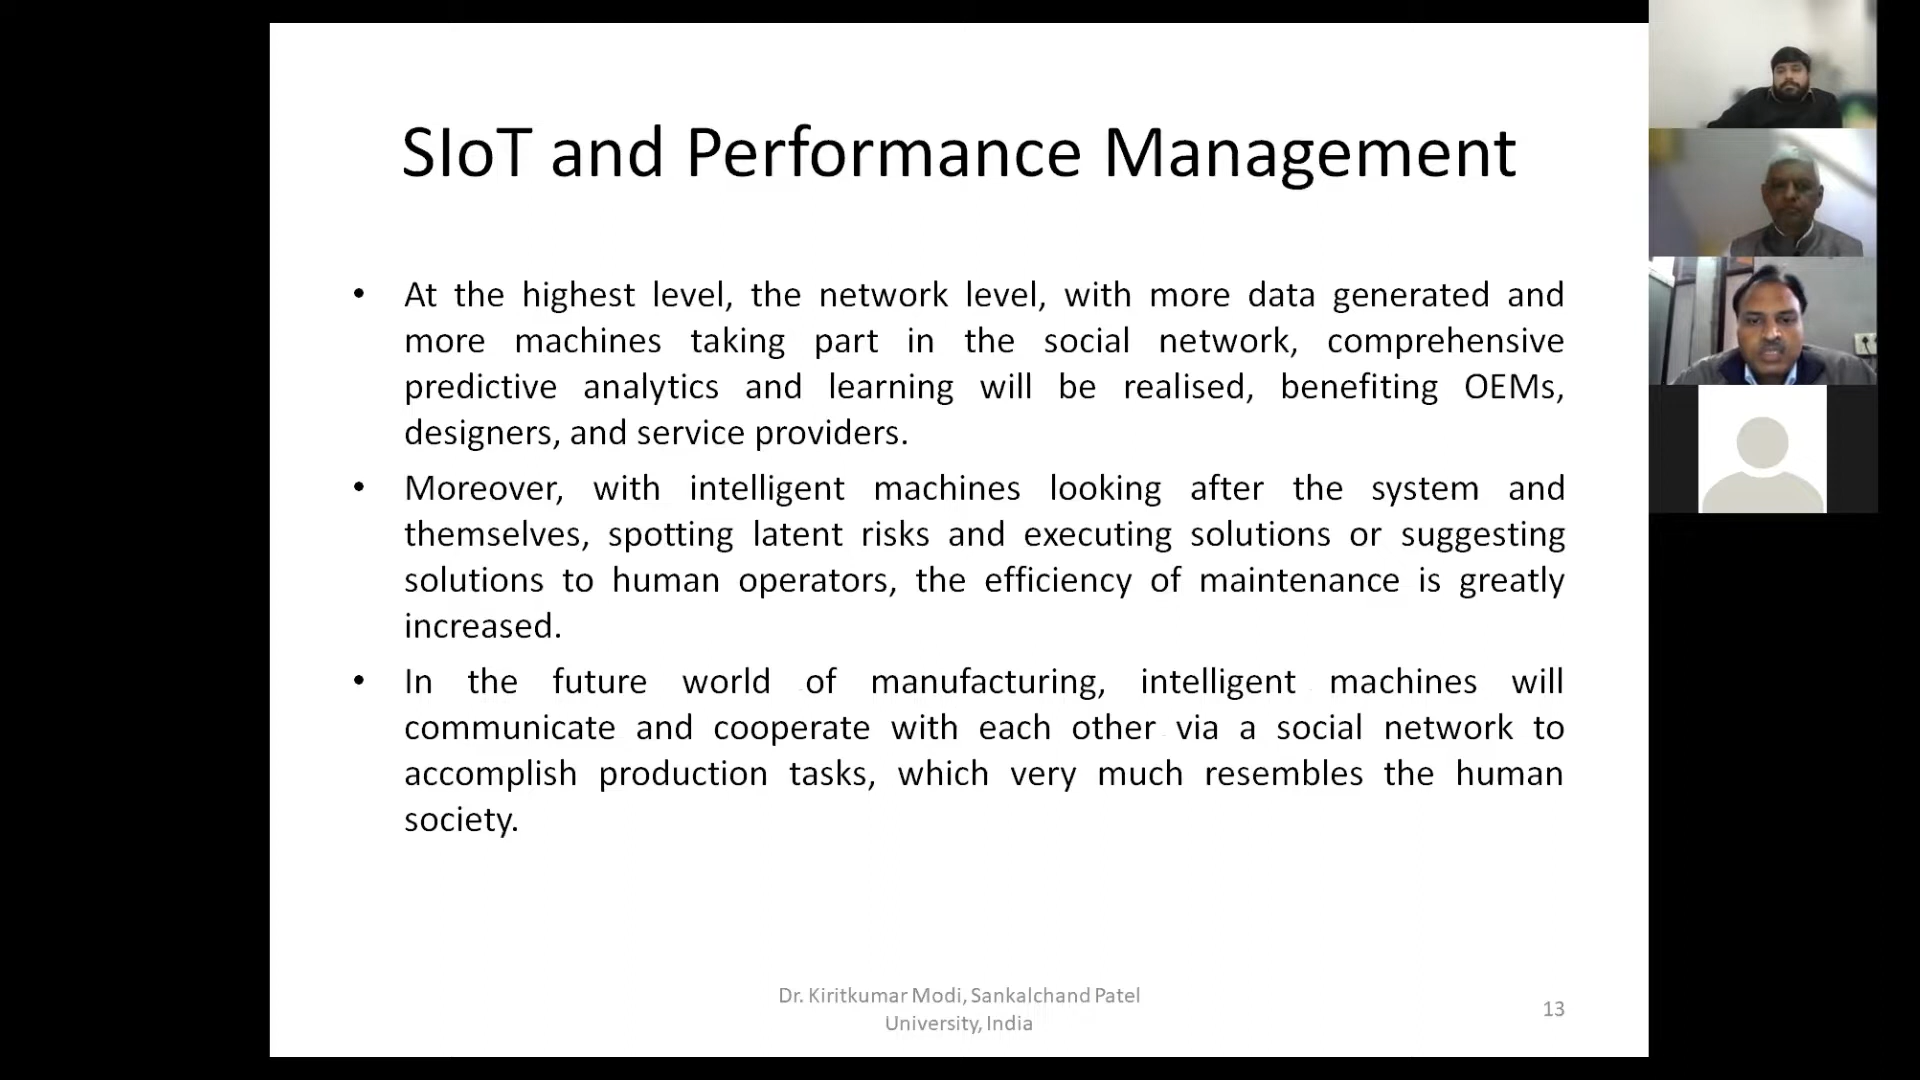 SIoT and Performance Management
• At the highest level, the network level, with more data generated and
more machines taking part in the social network, comprehensive
predictive analytics and learning will be realised, benefiting OEMs,
designers, and service providers.
• Moreover, with intelligent machines looking after the system and
themselves, spotting latent risks and executing solutions or suggesting
solutions to human operators, the efficiency of maintenance is greatly
increased.
• In the future world of manufacturing, intelligent machines will
communicate and cooperate with each other via a social network to
accomplish production tasks, which very much resembles the human
society.
Dr. Kiritkumar Modi, Sankalchand Patel
University, India
13